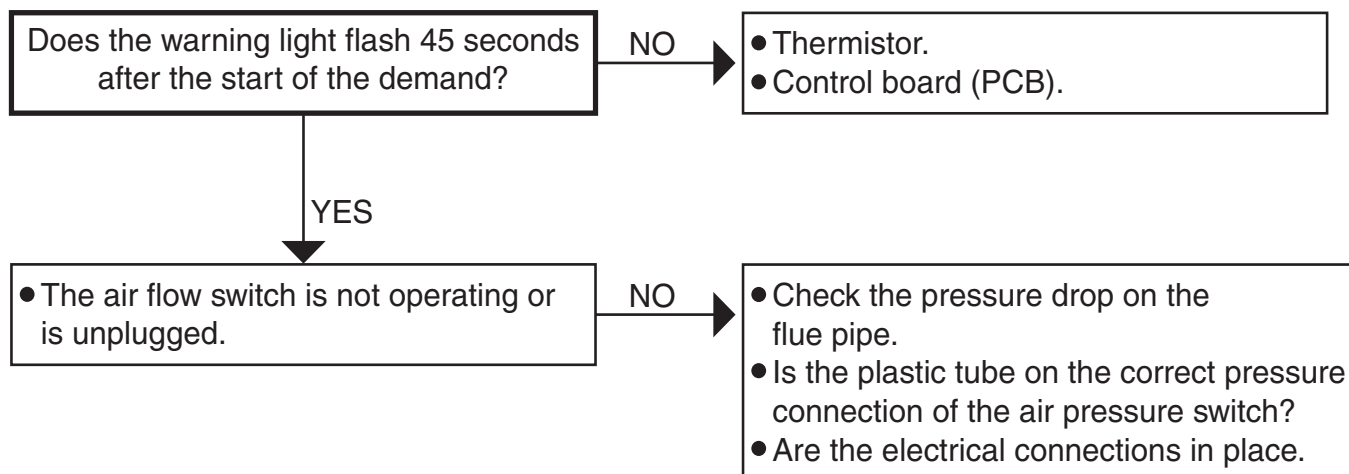 Does the warning light flash 45 seconds
after the start of the demand?
NO
● Thermistor.
● Control board (PCB).
YES
● The air flow switch is not operating or
is unplugged.
NO
● Check the pressure drop on the
flue pipe.
● Is the plastic tube on the correct pressure
connection of the air pressure switch?
● Are the electrical connections in place.